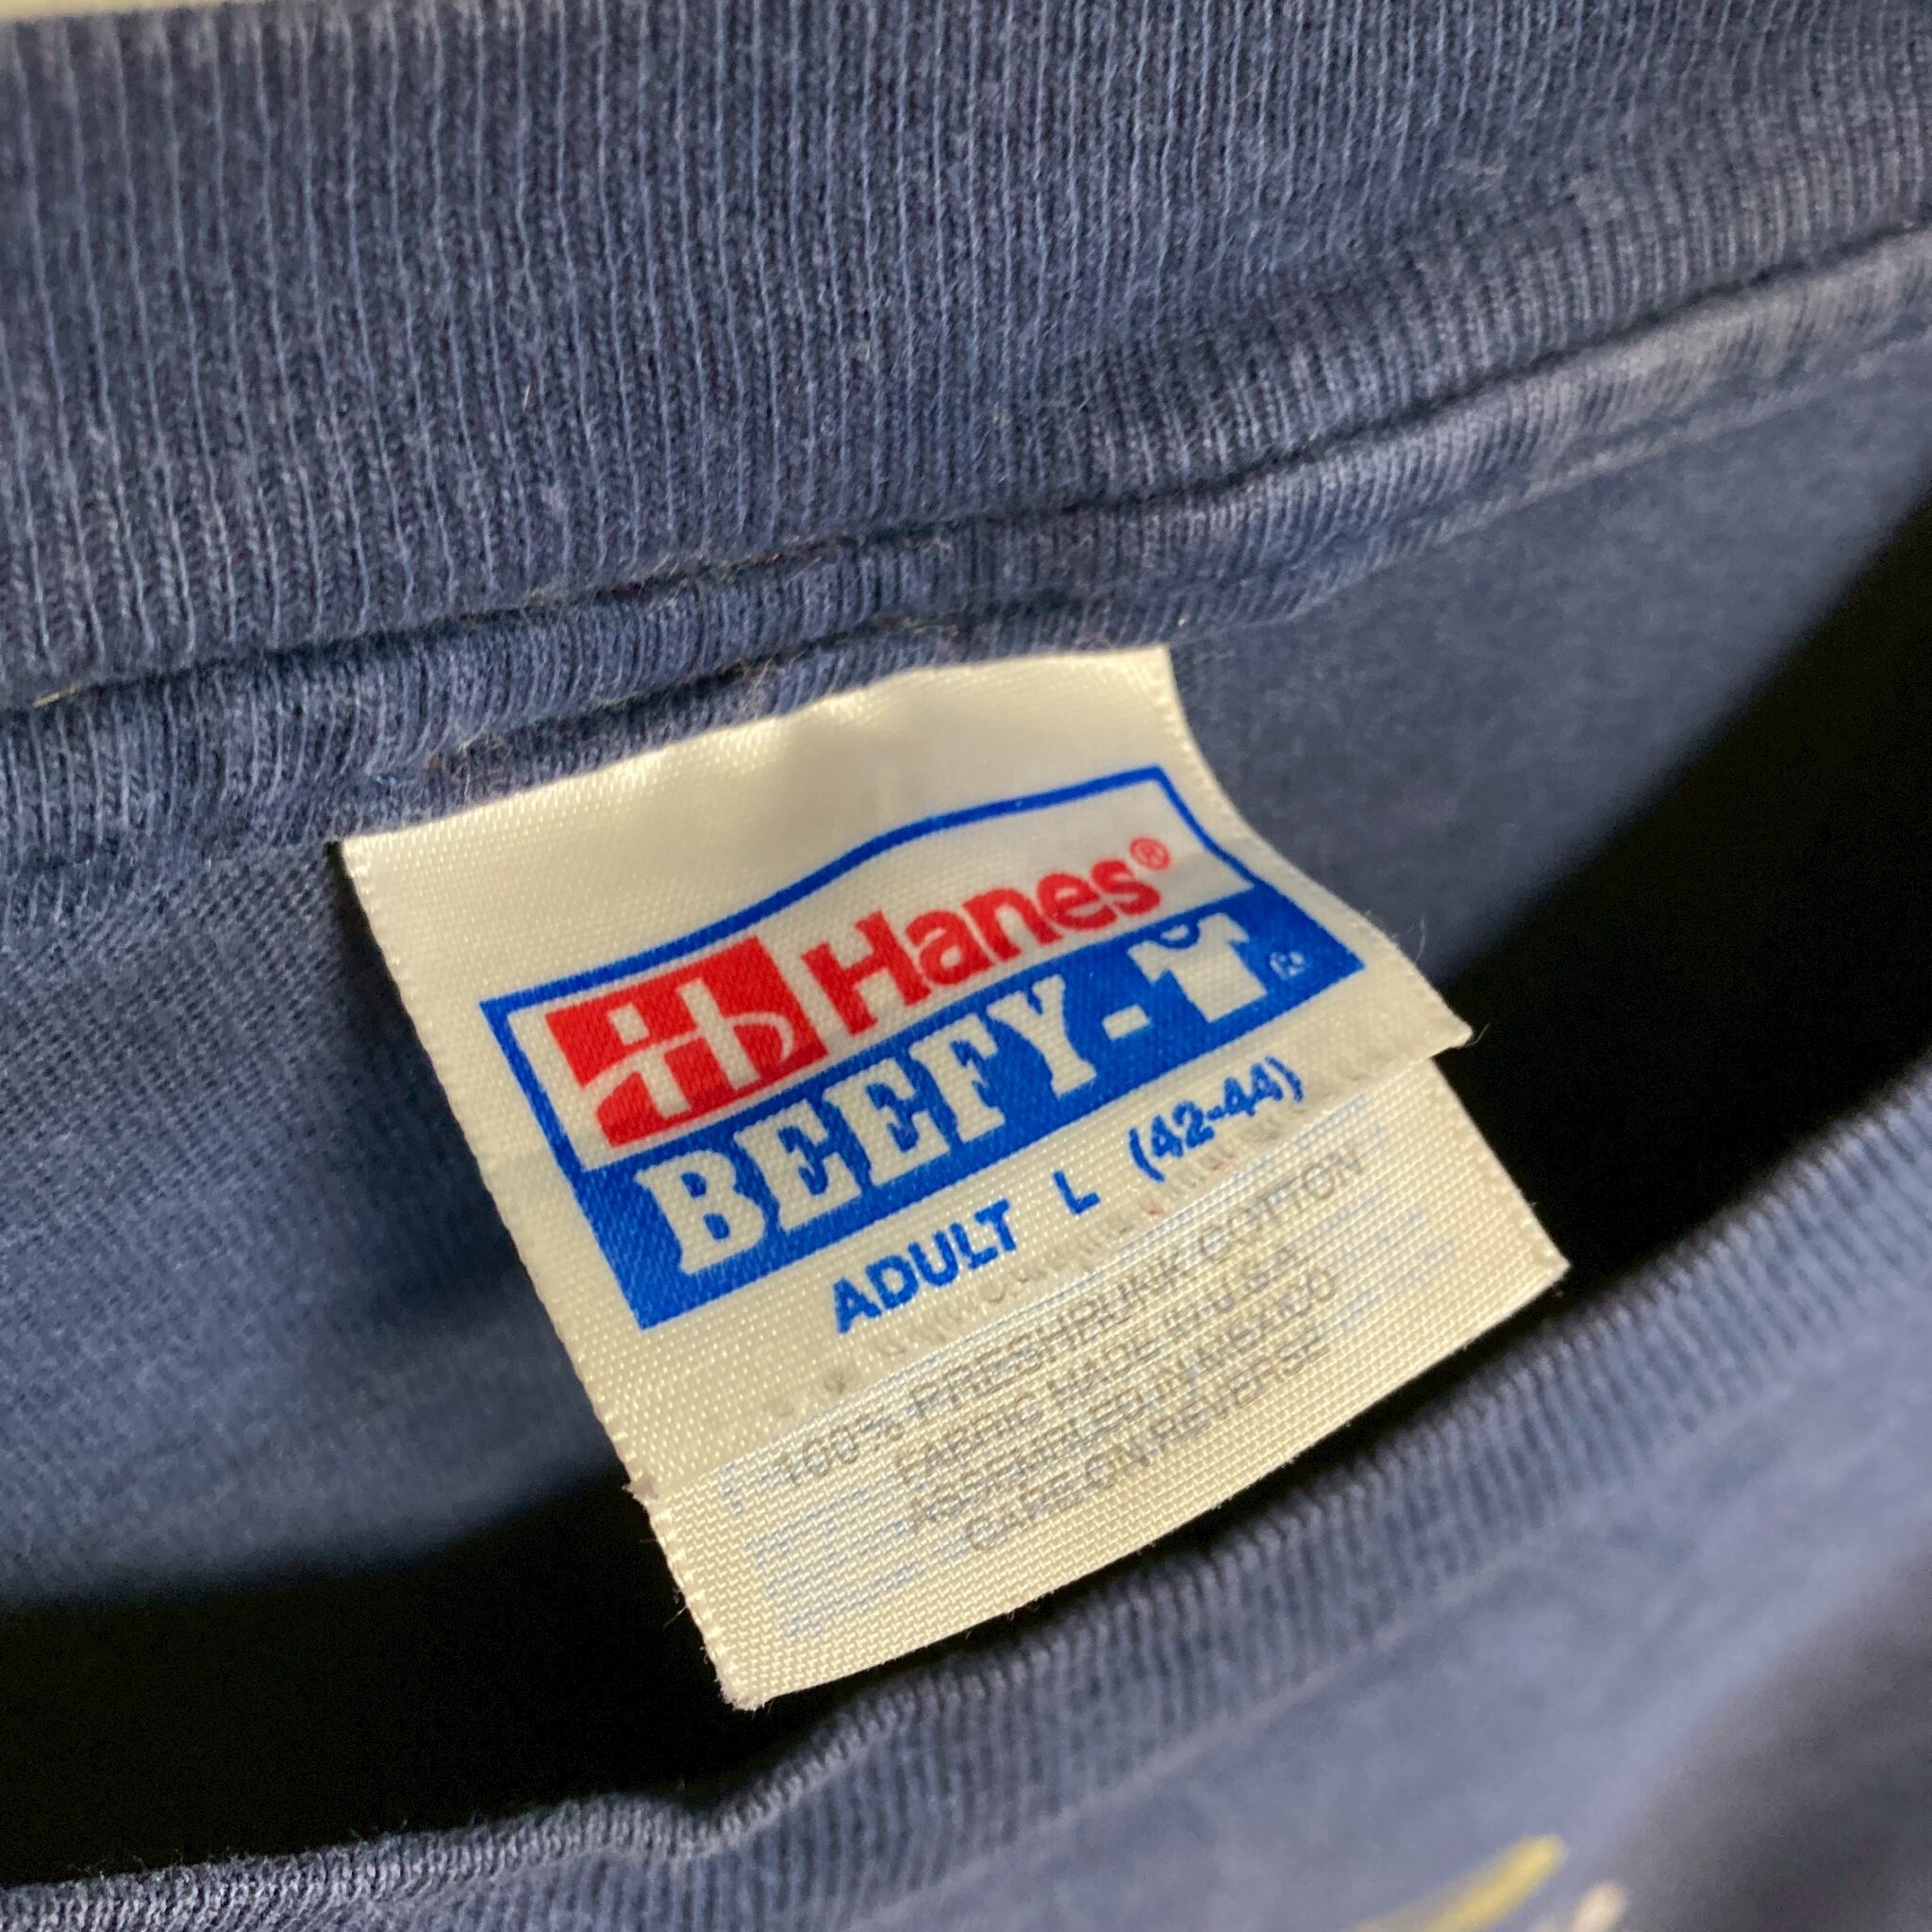 Hanes®
BEEFY-T®
ADULT L (42-44)
100% PRESHRUNK COTTON
FABRIC MADE IN U.S.A.
ASSEMBLED IN MEXICO
CARE ON REVERSE